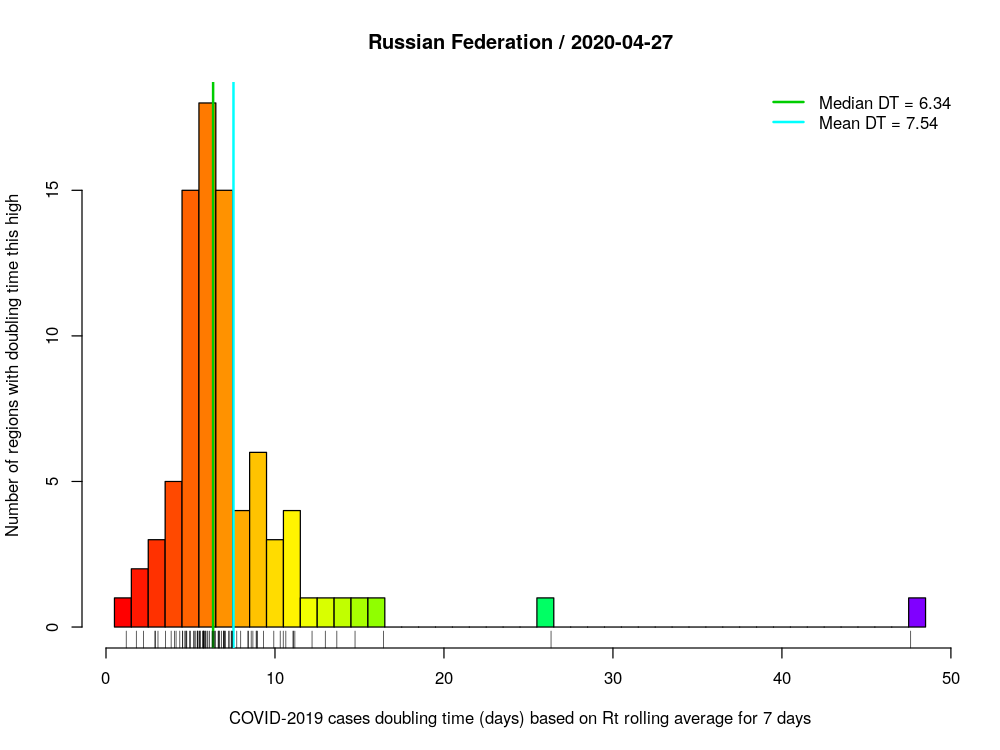 Russian Federation / 2020-04-27
Median DT = 6.34
Mean DT = 7.54
Number of regions with doubling time this high
15
10
5
0
0 10 20 30 40 50
COVID-2019 cases doubling time (days) based on Rt rolling average for 7 days